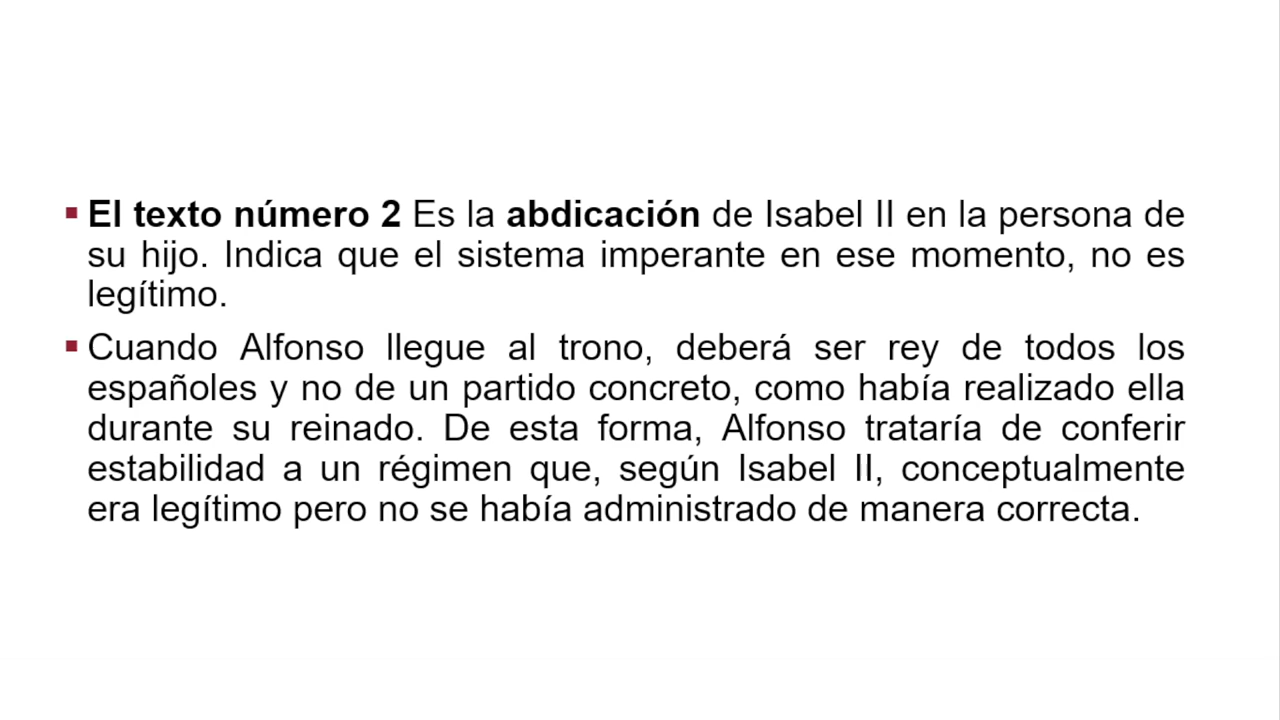 ▪ El texto número 2 Es la abdicación de Isabel II en la persona de
su hijo. Indica que el sistema imperante en ese momento, no es
legítimo.
▪ Cuando Alfonso llegue al trono, deberá ser rey de todos los
españoles y no de un partido concreto, como había realizado ella
durante su reinado. De esta forma, Alfonso trataría de conferir
estabilidad a un régimen que, según Isabel II, conceptualmente
era legítimo pero no se había administrado de manera correcta.